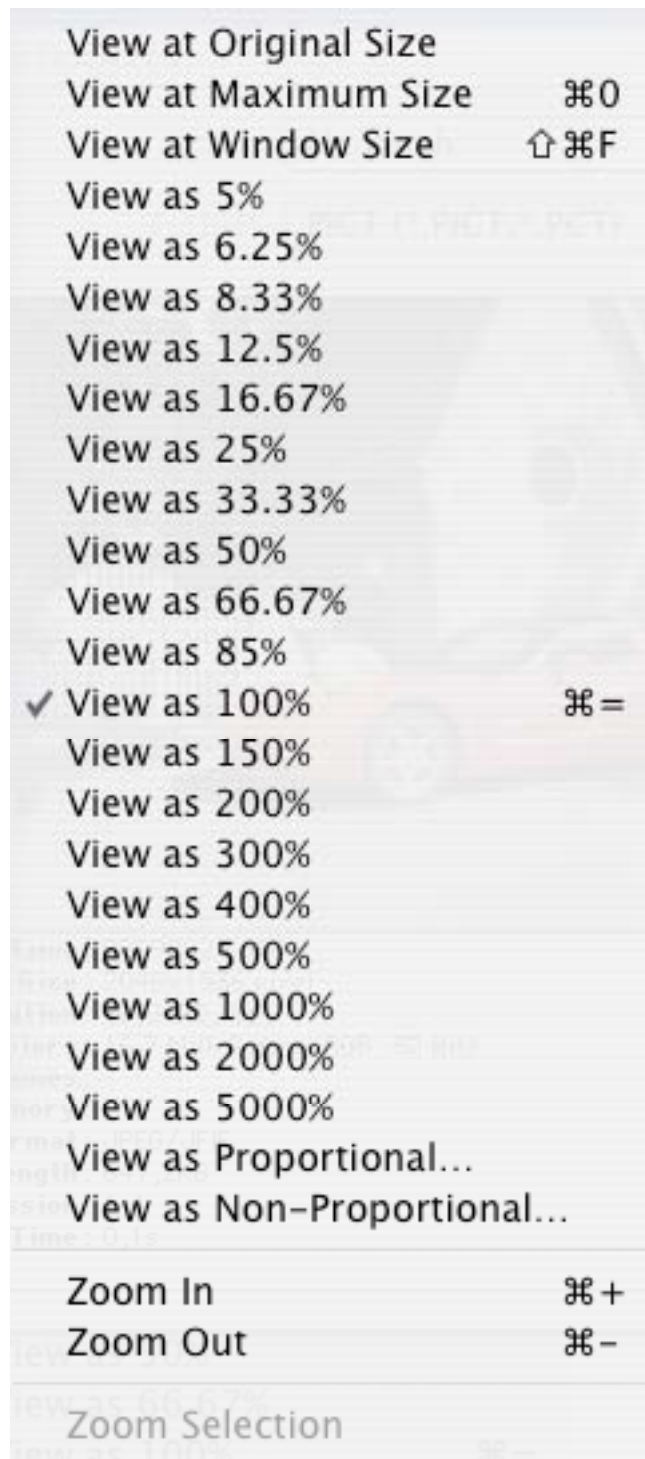 View at Original Size
View at Maximum Size ⌘0
View at Window Size ⇧⌘F
View as 5%
View as 6.25%
View as 8.33%
View as 12.5%
View as 16.67%
View as 25%
View as 33.33%
View as 50%
View as 66.67%
View as 85%
✓ View as 100% ⌘=
View as 150%
View as 200%
View as 300%
View as 400%
View as 500%
View as 1000%
View as 2000%
View as 5000%
View as Proportional...
View as Non-Proportional...
Zoom In ⌘+
Zoom Out ⌘-
Zoom Selection